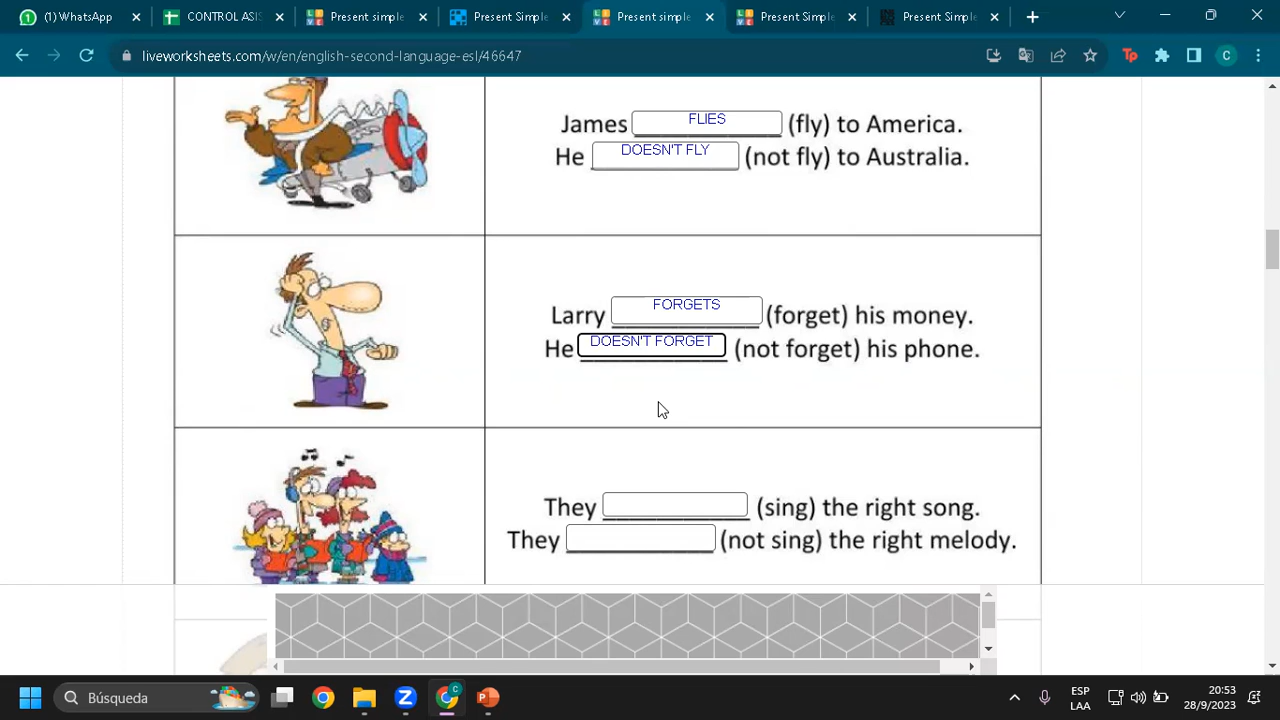 (1) WhatsApp
CONTROL ASIS
Present simple
Present Simple
Present simple
Present Simple
Present Simple
liveworksheets.com/w/en/english-second-language-esl/46647
James FLIES (fly) to America.
He DOESN'T FLY (not fly) to Australia.
Larry FORGETS (forget) his money.
He DOESN'T FORGET (not forget) his phone.
They ____________ (sing) the right song.
They ____________ (not sing) the right melody.
Búsqueda
ESP
LAA
20:53
28/9/2023